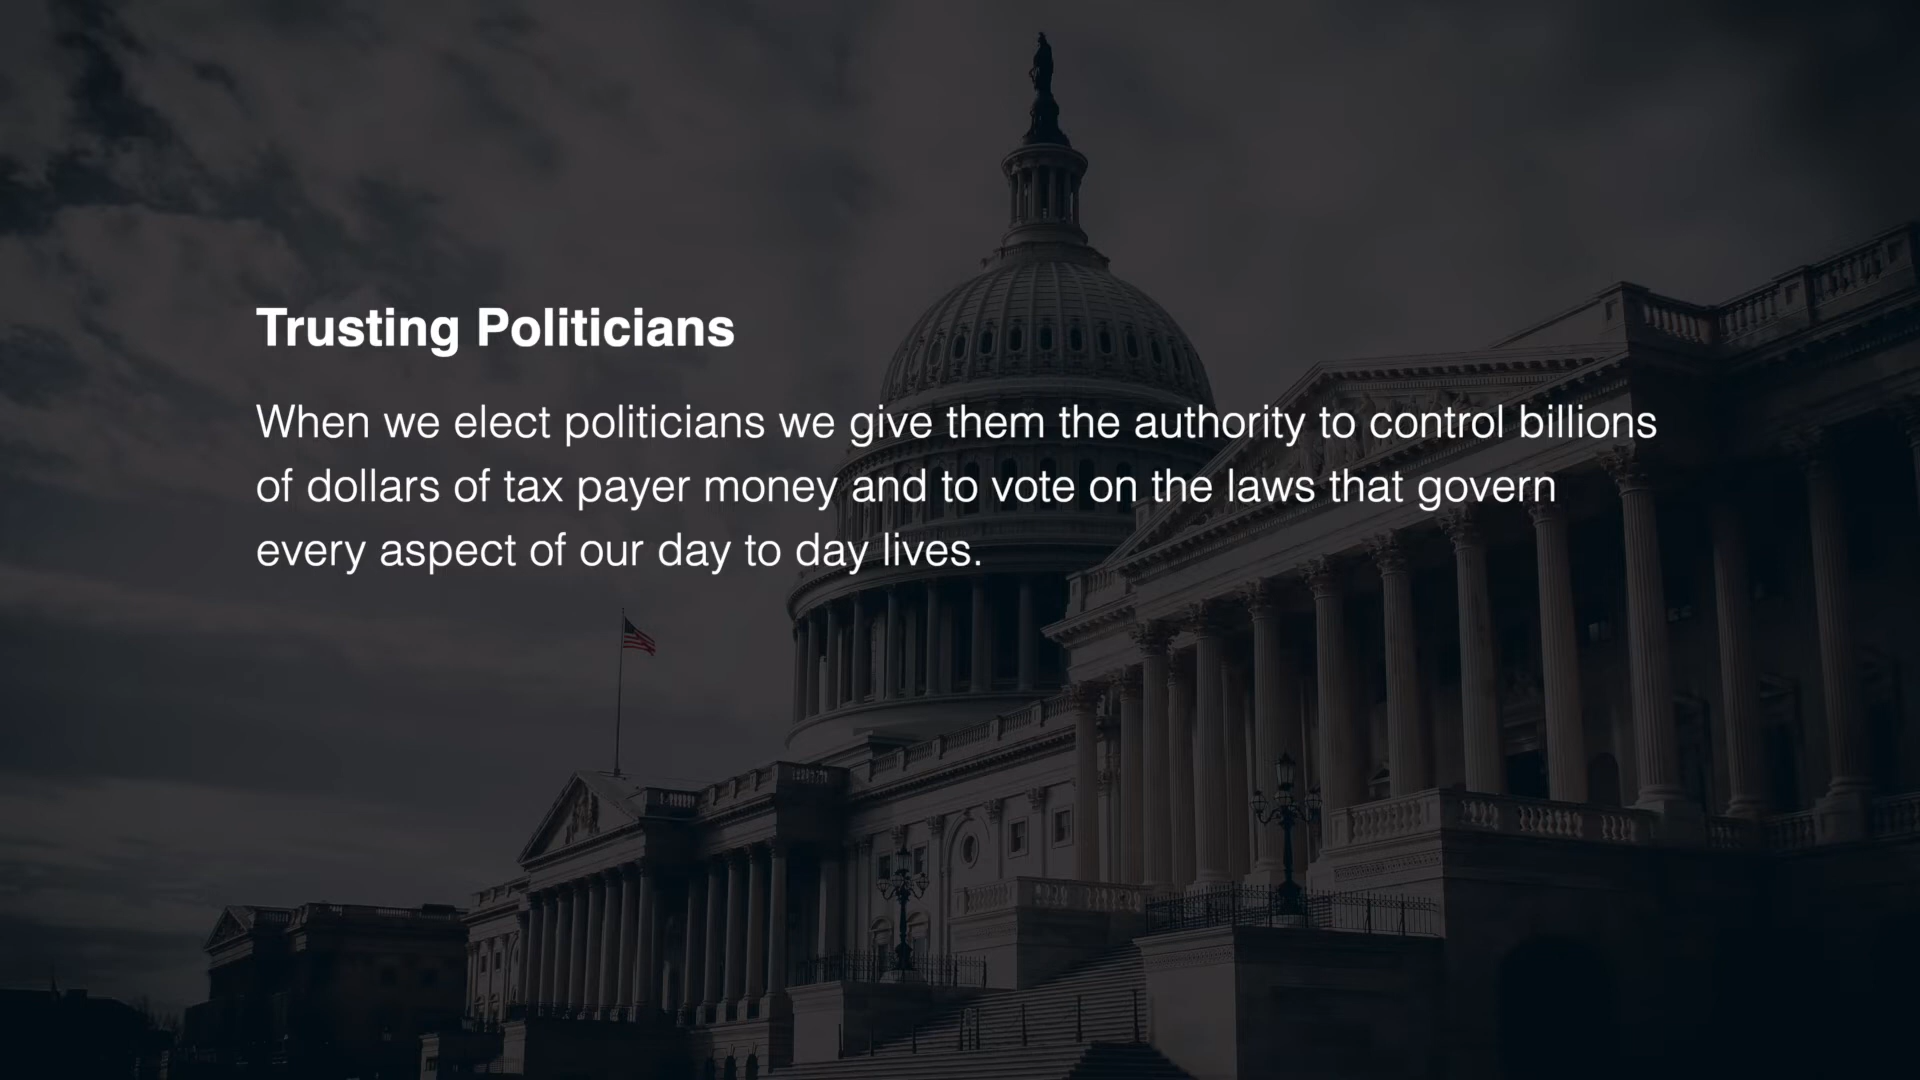 Trusting Politicians
When we elect politicians we give them the authority to control billions
of dollars of tax payer money and to vote on the laws that govern
every aspect of our day to day lives.